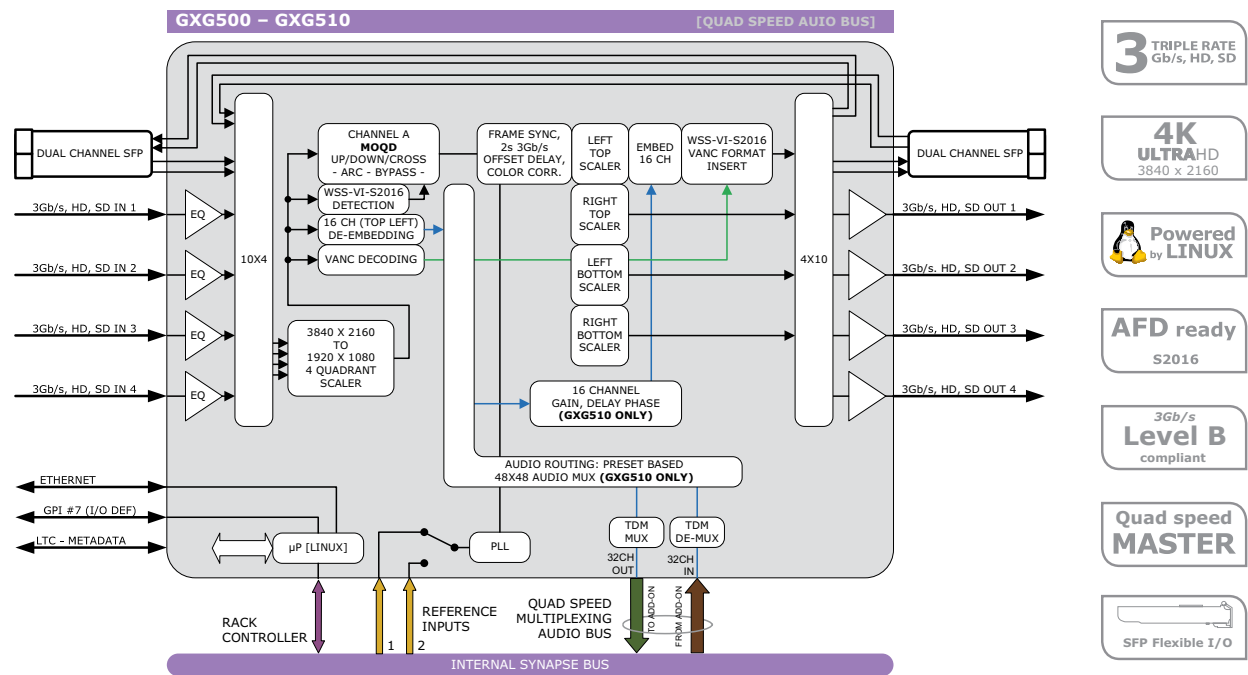 GXG500 – GXG510
[QUAD SPEED AUIO BUS]
DUAL CHANNEL SFP
3Gb/s, HD, SD IN 1
3Gb/s, HD, SD IN 2
3Gb/s, HD, SD IN 3
3Gb/s, HD, SD IN 4
EQ
EQ
EQ
EQ
10X4
CHANNEL A
MOQD
UP/DOWN/CROSS
- ARC - BYPASS -
WSS-VI-S2016
DETECTION
16 CH (TOP LEFT)
DE-EMBEDDING
VANC DECODING
3840 X 2160
TO
1920 X 1080
4 QUADRANT
SCALER
FRAME SYNC,
2s 3Gb/s
OFFSET DELAY,
COLOR CORR.
LEFT
TOP
SCALER
EMBED
16 CH
WSS-VI-S2016
VANC FORMAT
INSERT
RIGHT
TOP
SCALER
LEFT
BOTTOM
SCALER
RIGHT
BOTTOM
SCALER
16 CHANNEL
GAIN, DELAY PHASE
(GXG510 ONLY)
AUDIO ROUTING: PRESET BASED
48X48 AUDIO MUX (GXG510 ONLY)
4X10
DUAL CHANNEL SFP
3Gb/s, HD, SD OUT 1
3Gb/s. HD, SD OUT 2
3Gb/s, HD, SD OUT 3
3Gb/s, HD, SD OUT 4
ETHERNET
GPI #7 (I/O DEF)
LTC - METADATA
µP [LINUX]
PLL
TDM
MUX
TDM
DE-MUX
32CH
OUT
32CH
IN
RACK
CONTROLLER
1
2
REFERENCE
INPUTS
QUAD SPEED
MULTIPLEXING
AUDIO BUS
TO ADD-ON
FROM ADD-ON
INTERNAL SYNAPSE BUS
3 TRIPLE RATE
Gb/s, HD, SD
4K
ULTRAHD
3840 x 2160
Powered
by LINUX
AFD ready
S2016
3Gb/s
Level B
compliant
Quad speed
MASTER
SFP Flexible I/O